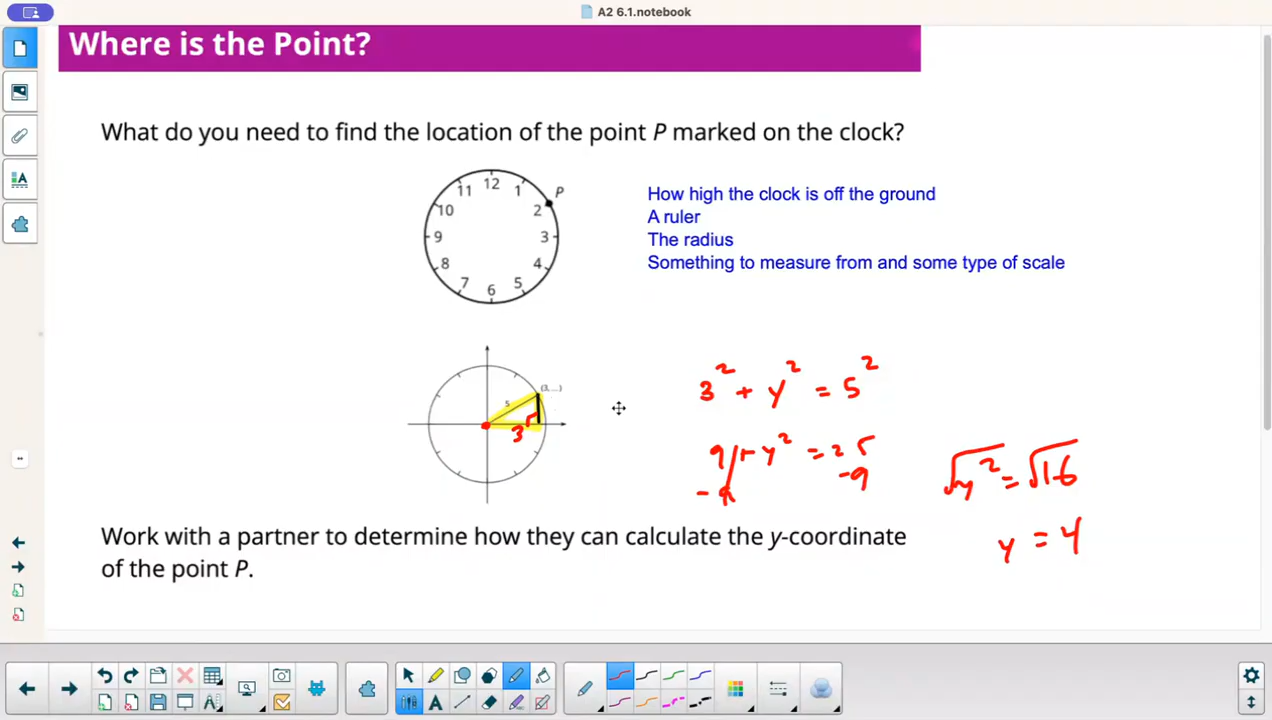 A2 6.1.notebook
Where is the Point?
What do you need to find the location of the point P marked on the clock?
12
11
1
P
10
2
9
3
8
4
7
5
6
How high the clock is off the ground
A ruler
The radius
Something to measure from and some type of scale
(3, ...)
5
3
3² + y² = 5²
9 + y² = 25
-9 -9
√y² = √16
y = 4
Work with a partner to determine how they can calculate the y-coordinate
of the point P.